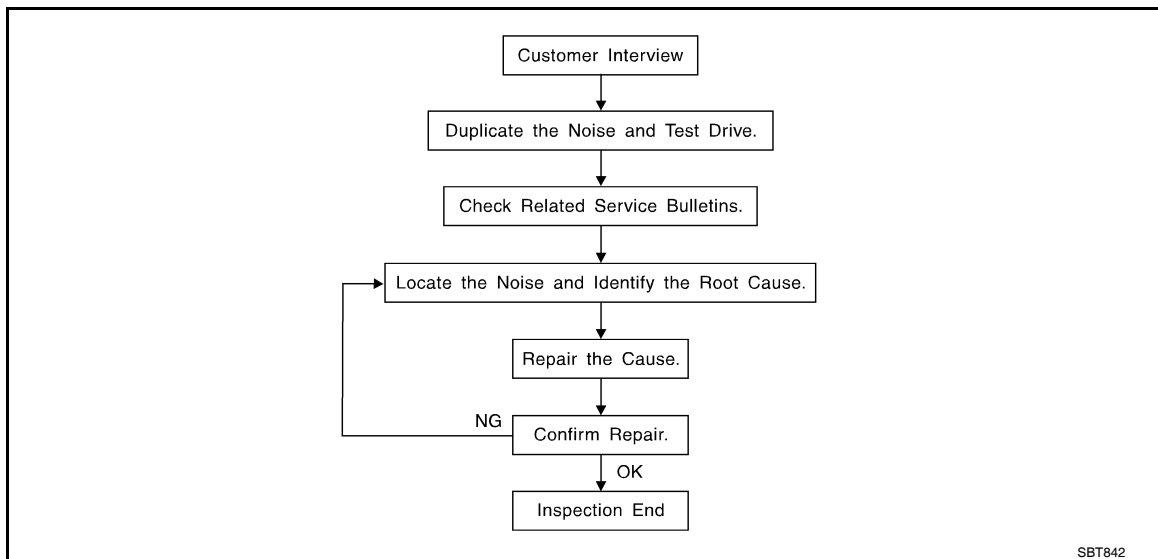 Customer Interview
Duplicate the Noise and Test Drive.
Check Related Service Bulletins.
Locate the Noise and Identify the Root Cause.
Repair the Cause.
NG
Confirm Repair.
OK
Inspection End
SBT842